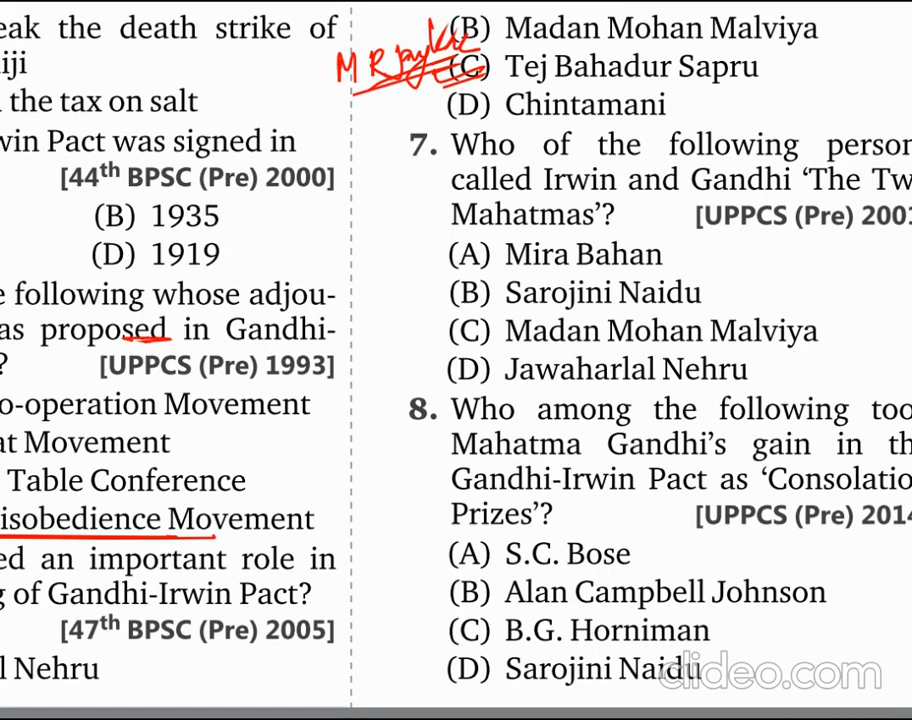 eak the death strike of
iji
the tax on salt
win Pact was signed in
[44th BPSC (Pre) 2000]
(B) 1935
(D) 1919
e following whose adjou-
as proposed in Gandhi-
?
[UPPCS (Pre) 1993]
o-operation Movement
at Movement
Table Conference
isobedience Movement
ed an important role in
g of Gandhi-Irwin Pact?
[47th BPSC (Pre) 2005]
l Nehru
(B) Madan Mohan Malviya
M R
(C) Tej Bahadur Sapru
(D) Chintamani
7. Who of the following person
called Irwin and Gandhi ‘The Tw
Mahatmas’? [UPPCS (Pre) 2001
(A) Mira Bahan
(B) Sarojini Naidu
(C) Madan Mohan Malviya
(D) Jawaharlal Nehru
8. Who among the following too
Mahatma Gandhi’s gain in th
Gandhi-Irwin Pact as ‘Consolatio
Prizes’? [UPPCS (Pre) 2014
(A) S.C. Bose
(B) Alan Campbell Johnson
(C) B.G. Horniman
(D) Sarojini Naidu
clideo.com